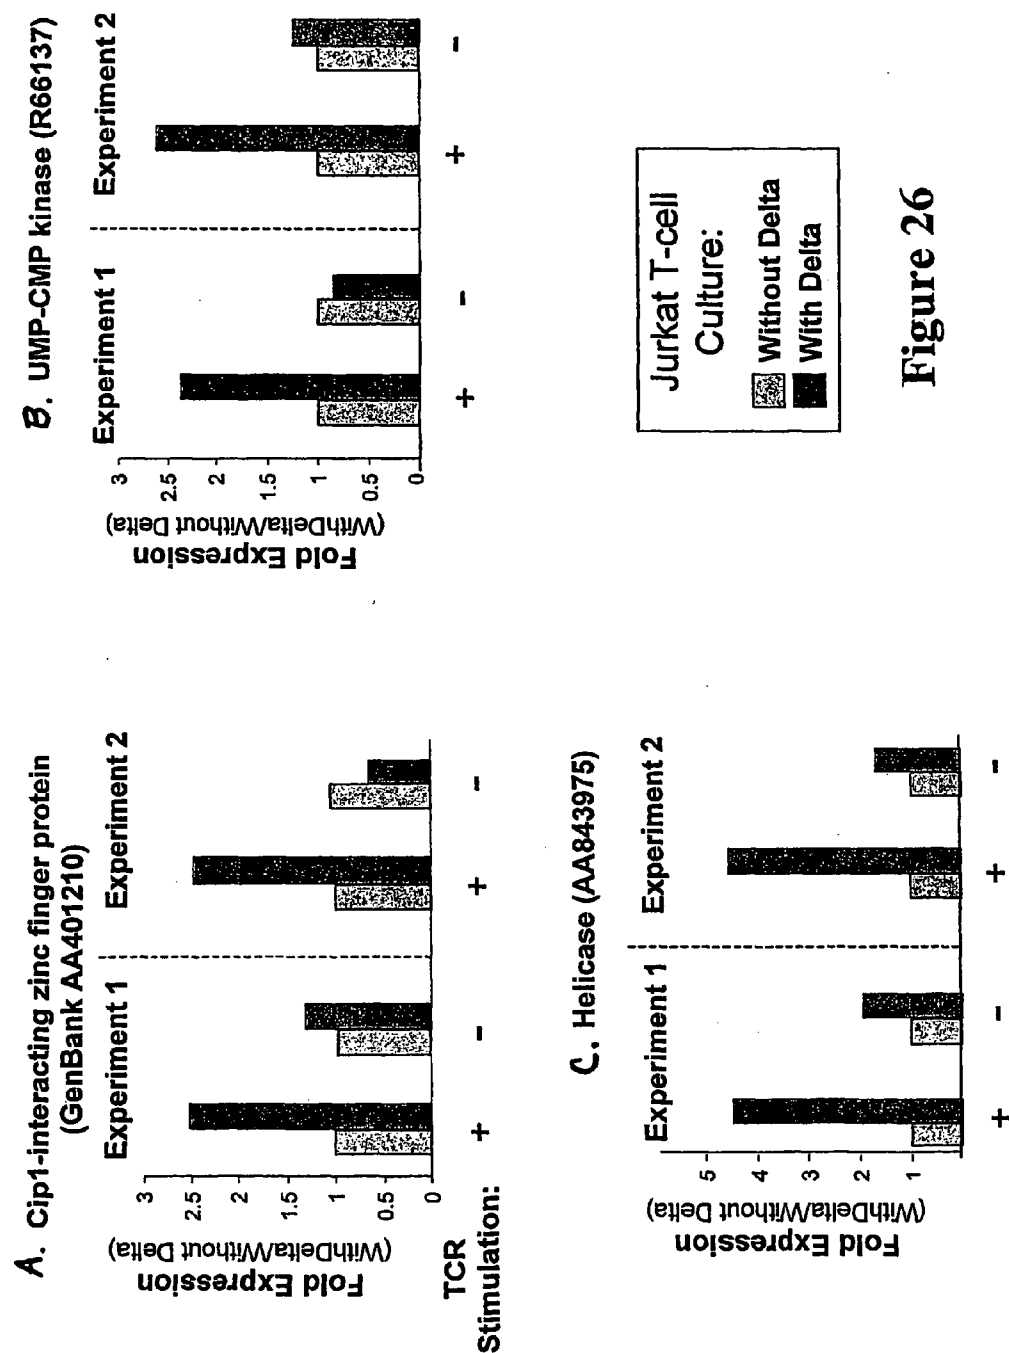 A. Cip1-interacting zinc finger protein
(GenBank AA401210)
Experiment 1
Experiment 2
Fold Expression
(WithDelta/Without Delta)
3
2.5
2
1.5
1
0.5
0
TCR
Stimulation:
+
-
+
-
B. UMP-CMP kinase (R66137)
Experiment 1
Experiment 2
Fold Expression
(WithDelta/Without Delta)
3
2.5
2
1.5
1
0.5
0
+
-
+
-
C. Helicase (AA843975)
Experiment 1
Experiment 2
Fold Expression
(WithDelta/Without Delta)
5
4
3
2
1
+
-
+
-
Jurkat T-cell
Culture:
Without Delta
With Delta
Figure 26